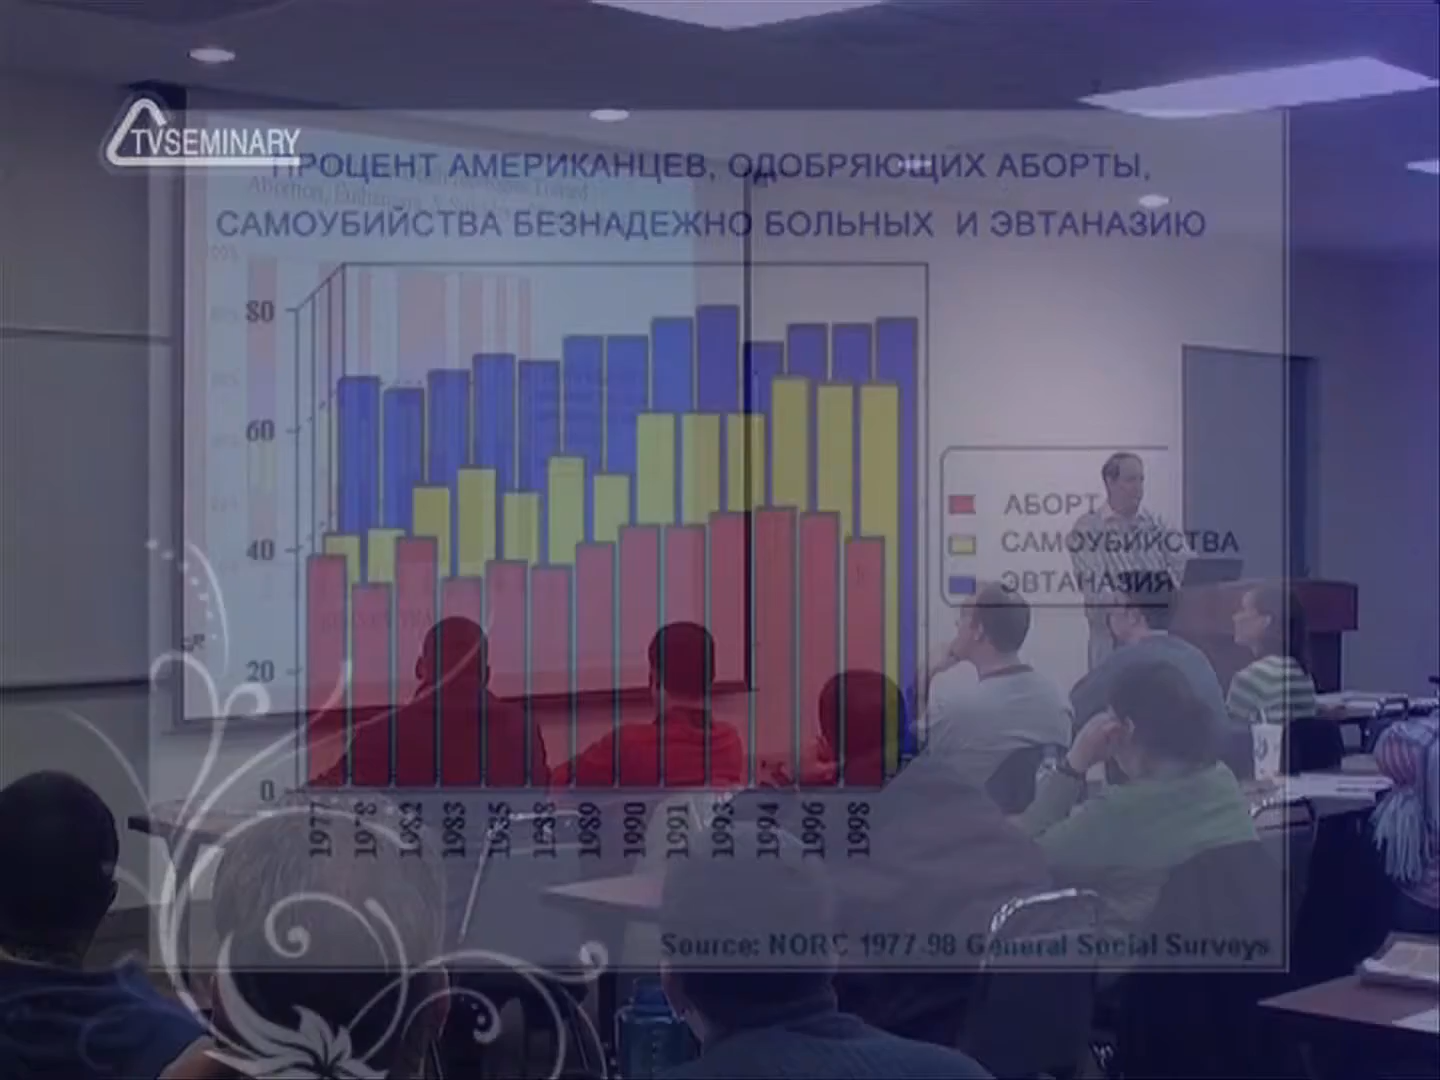 TVSEMINARY
ПРОЦЕНТ АМЕРИКАНЦЕВ, ОДОБРЯЮЩИХ АБОРТЫ,
САМОУБИЙСТВА БЕЗНАДЕЖНО БОЛЬНЫХ И ЭВТАНАЗИЮ
80
60
40
20
0
1977 1978 1982 1983 1985 1988 1989 1990 1991 1993 1994 1996 1998
АБОРТ
САМОУБИЙСТВА
ЭВТАНАЗИЯ
Source: NORC 1977-98 General Social Surveys